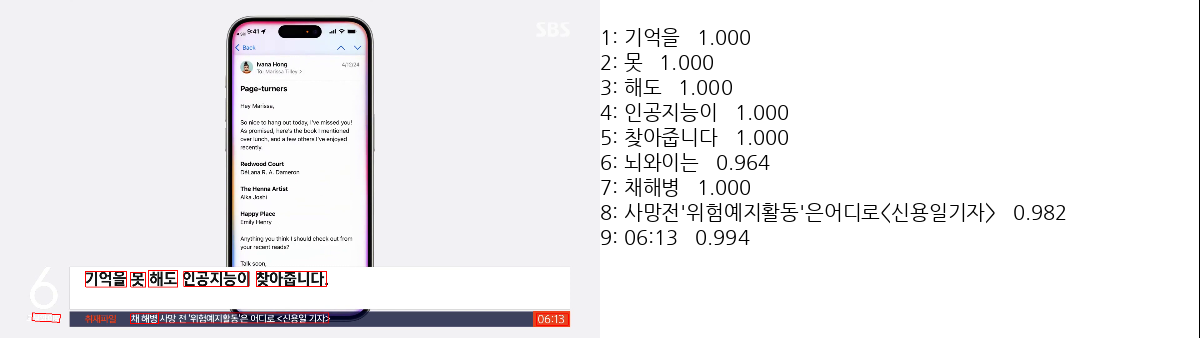 SBS
9:41
Back
Ivana Hong
4/12/24
To: Marissa Tilley >
Page-turners
Hey Marissa,
So nice to hang out today, I've missed you!
As promised, here's the book I mentioned
over lunch, and a few others I've enjoyed
recently.
Redwood Court
DéLana R. A. Dameron
The Henna Artist
Alka Joshi
Happy Place
Emily Henry
Anything you think I should check out from
your recent reads?
Talk soon,
6
기억을 못 해도 인공지능이 찾아줍니다.
취재파일 채 해병 사망 전 '위험예지활동'은 어디로 <신용일 기자> 06:13
1: 기억을 1.000
2: 못 1.000
3: 해도 1.000
4: 인공지능이 1.000
5: 찾아줍니다 1.000
6: 뇌와이는 0.964
7: 채해병 1.000
8: 사망전'위험예지활동'은어디로<신용일기자> 0.982
9: 06:13 0.994